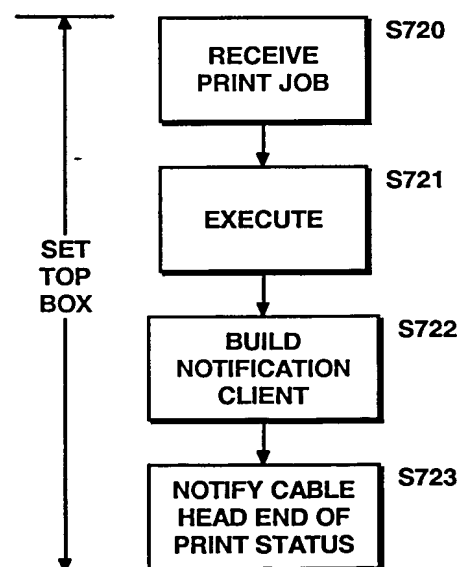 S720
RECEIVE
PRINT JOB
S721
EXECUTE
SET
TOP
BOX
S722
BUILD
NOTIFICATION
CLIENT
S723
NOTIFY CABLE
HEAD END OF
PRINT STATUS